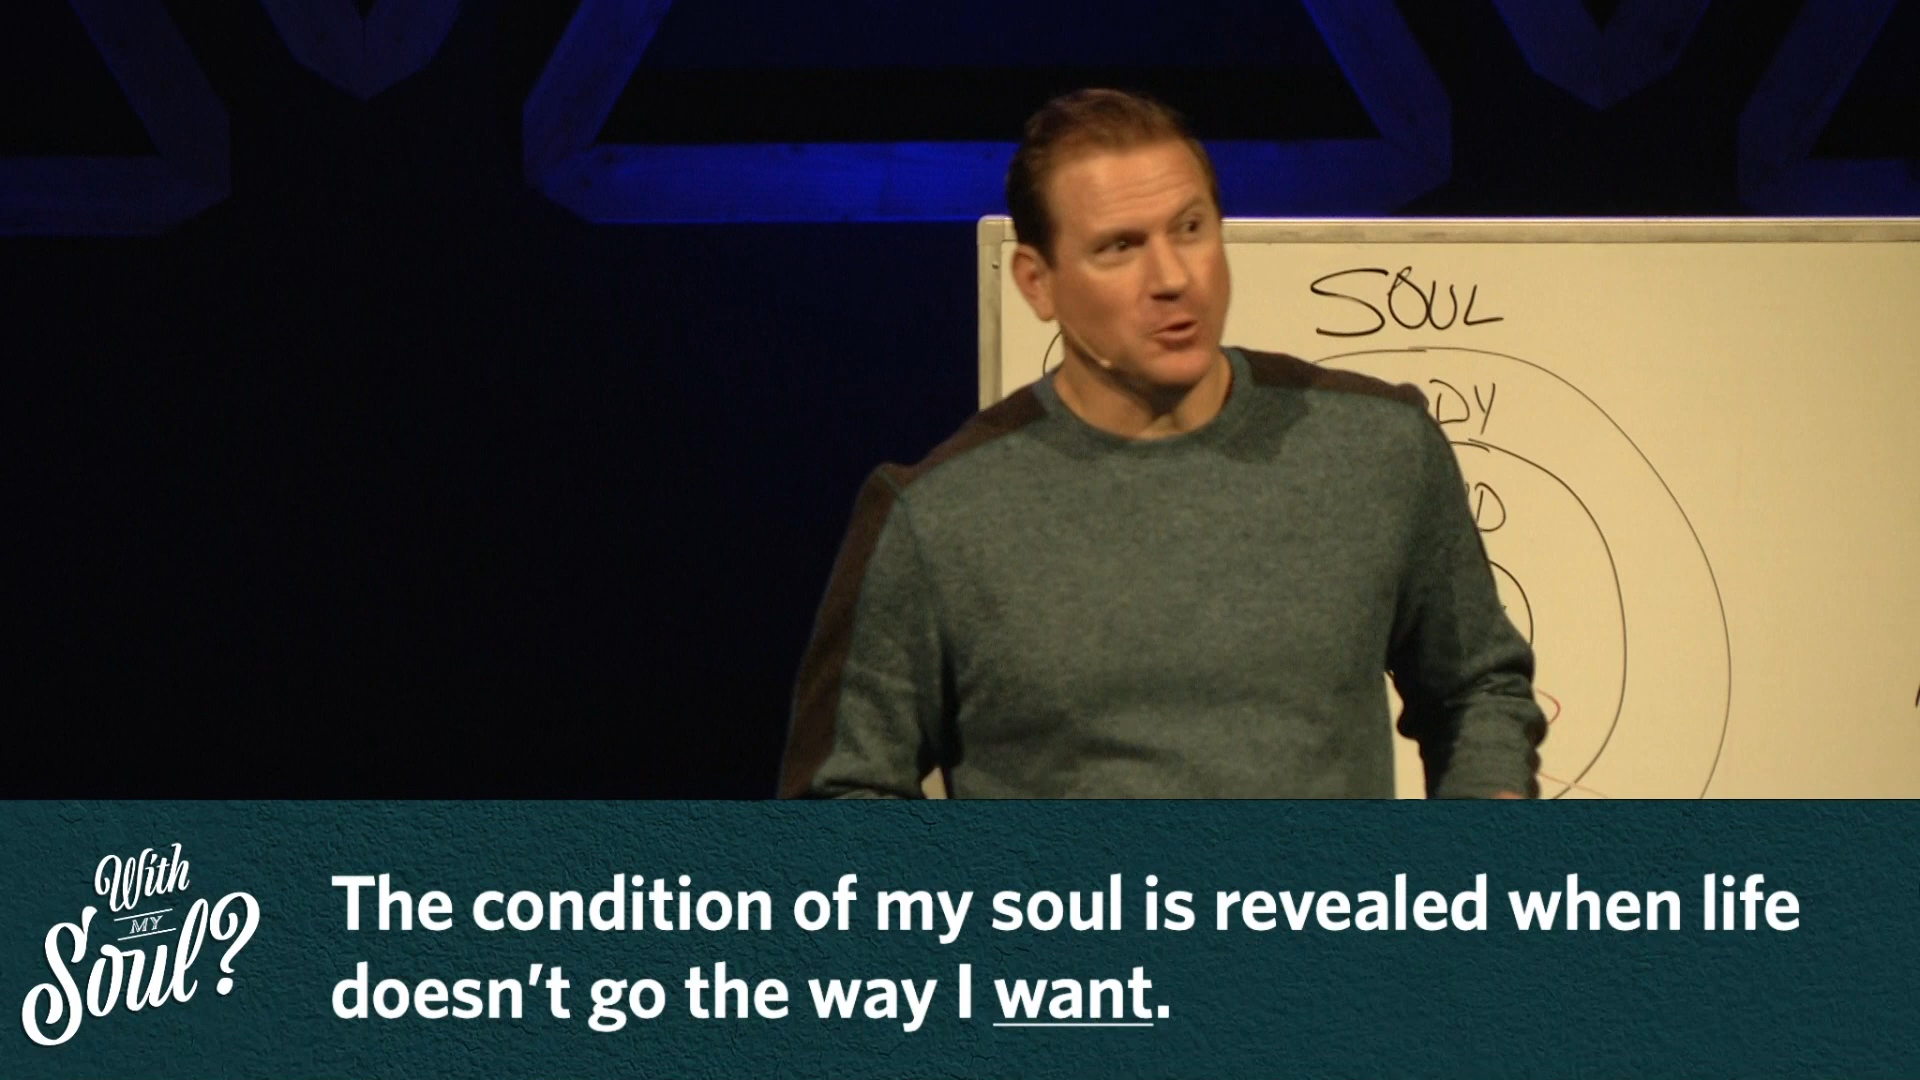 SOUL
With
MY
Soul?
The condition of my soul is revealed when life
doesn't go the way I want.